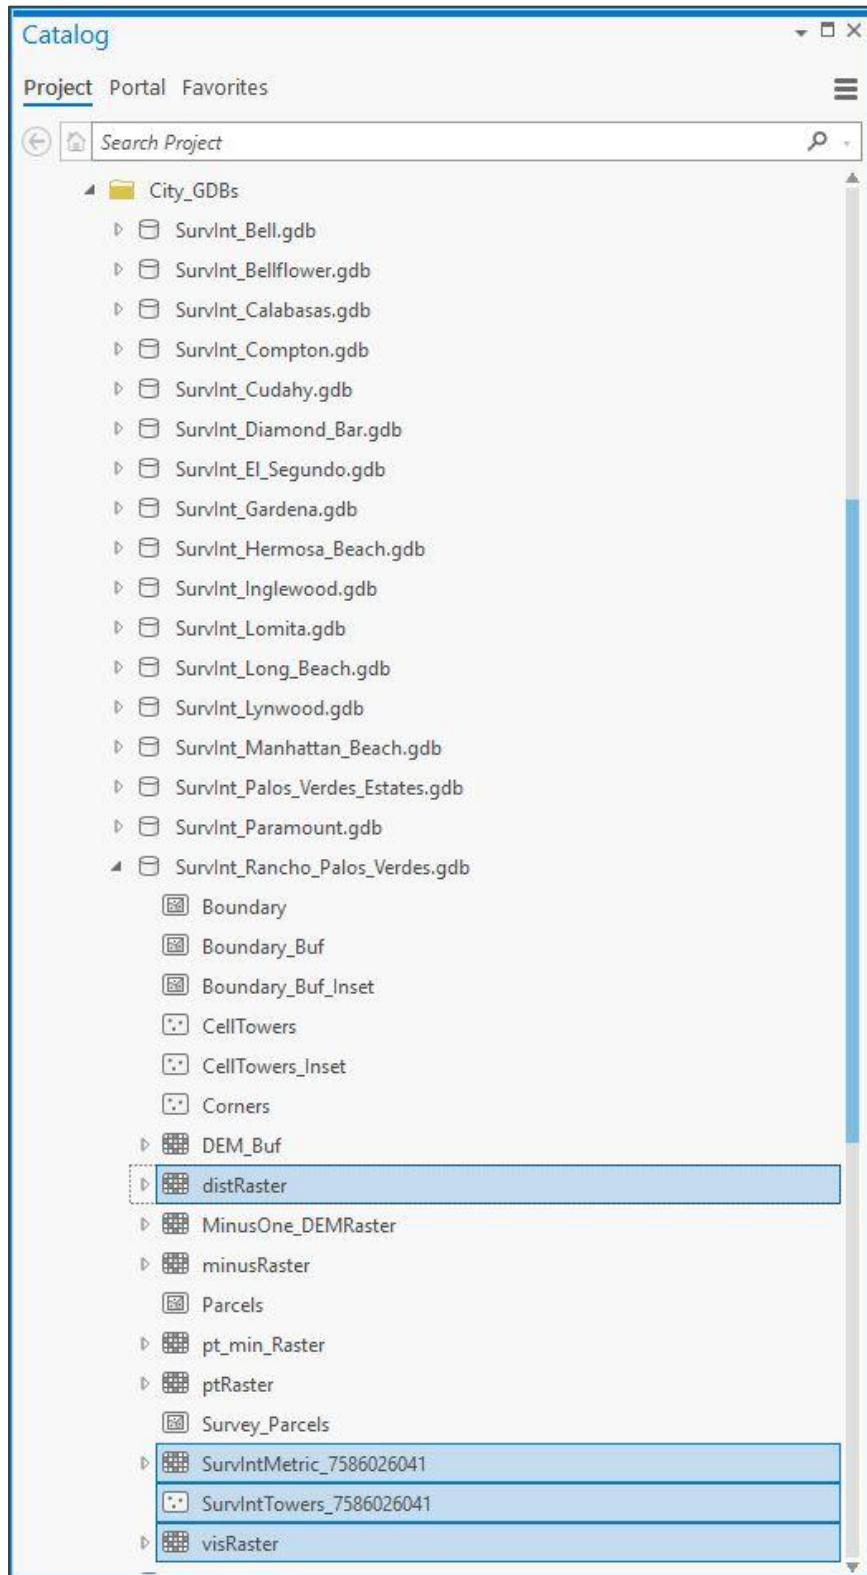 Catalog
Project Portal Favorites
Search Project
City_GDBs
SurvInt_Bell.gdb
SurvInt_Bellflower.gdb
SurvInt_Calabasas.gdb
SurvInt_Compton.gdb
SurvInt_Cudahy.gdb
SurvInt_Diamond_Bar.gdb
SurvInt_El_Segundo.gdb
SurvInt_Gardena.gdb
SurvInt_Hermosa_Beach.gdb
SurvInt_Inglewood.gdb
SurvInt_Lomita.gdb
SurvInt_Long_Beach.gdb
SurvInt_Lynwood.gdb
SurvInt_Manhattan_Beach.gdb
SurvInt_Palos_Verdes_Estates.gdb
SurvInt_Paramount.gdb
SurvInt_Rancho_Palos_Verdes.gdb
Boundary
Boundary_Buf
Boundary_Buf_Inset
CellTowers
CellTowers_Inset
Corners
DEM_Buf
distRaster
MinusOne_DEMRaster
minusRaster
Parcels
pt_min_Raster
ptRaster
Survey_Parcels
SurvIntMetric_7586026041
SurvIntTowers_7586026041
visRaster